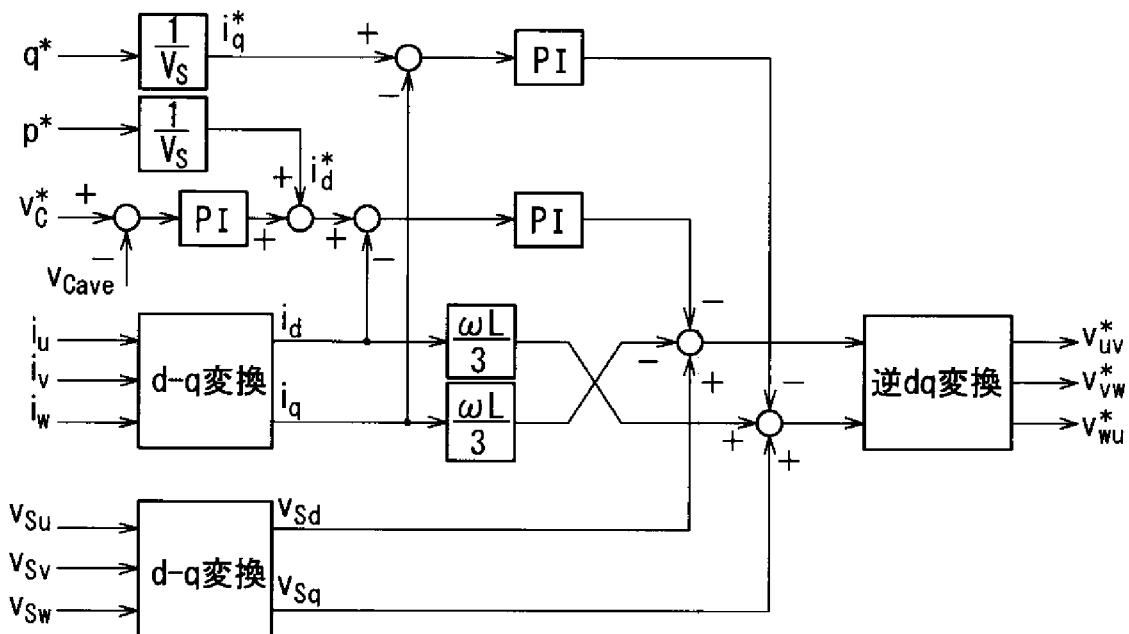 q*
1/V_S
i_q^*
+
−
PI
p*
1/V_S
i_d^*
+
v_C^*
+
−
PI
+
+
−
PI
v_Cave
−
i_u
i_v
i_w
d-q変換
i_d
i_q
ωL/3
ωL/3
−
+
−
+
+
逆dq変換
v_uv^*
v_vw^*
v_wu^*
v_Su
v_Sv
v_Sw
d-q変換
v_Sd
v_Sq